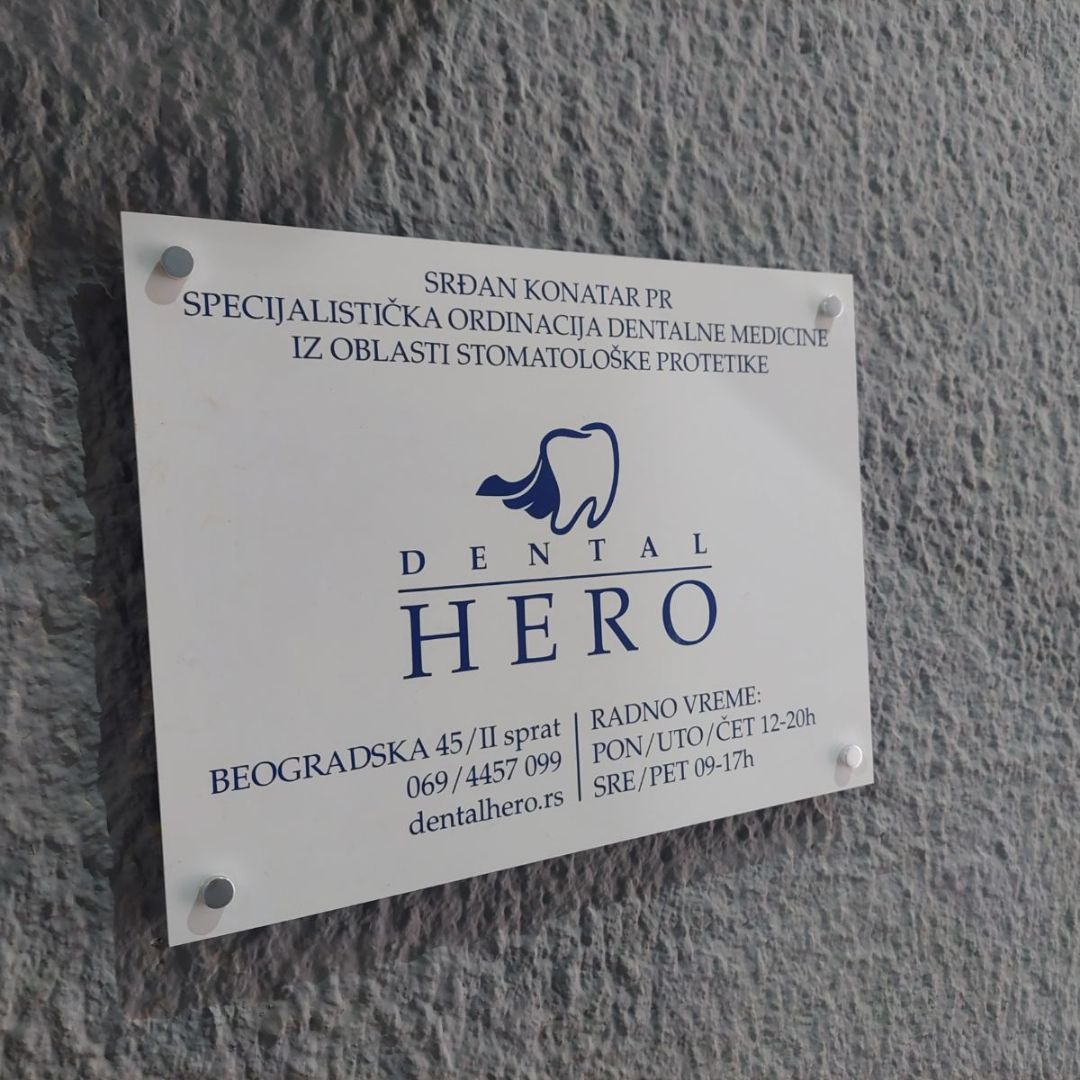 SRĐAN KONATAR PR
SPECIJALISTIČKA ORDINACIJA DENTALNE MEDICINE
IZ OBLASTI STOMATOLOŠKE PROTETIKE
DENTAL
HERO
BEOGRADSKA 45/II sprat
069/4457 099
dentalhero.rs
RADNO VREME:
PON/UTO/ČET 12-20h
SRE/PET 09-17h